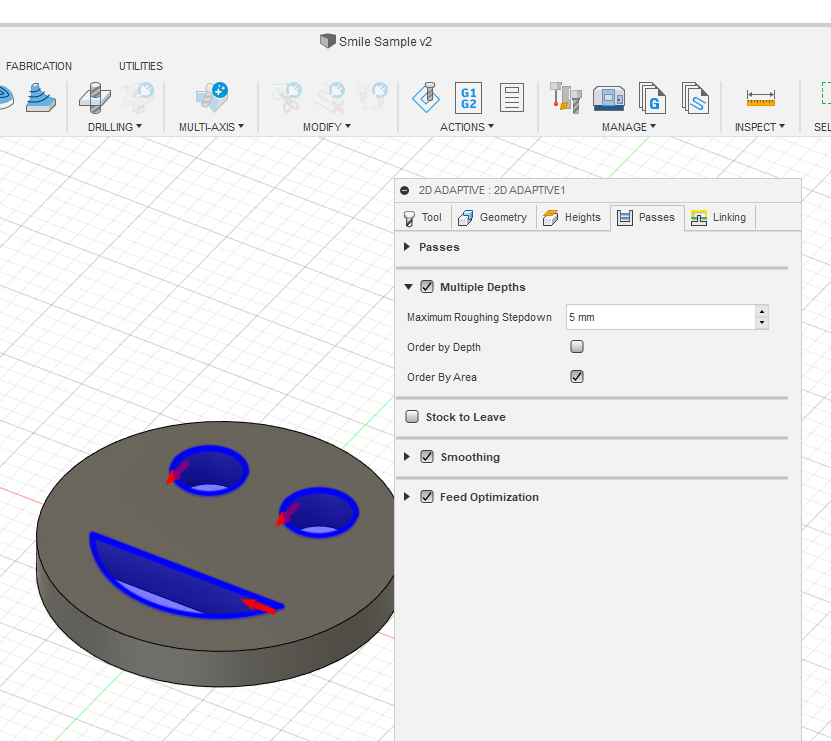 Smile Sample v2
FABRICATION UTILITIES
G1
G2
G
DRILLING MULTI-AXIS MODIFY ACTIONS MANAGE INSPECT
2D ADAPTIVE : 2D ADAPTIVE1
Tool Geometry Heights Passes Linking
Passes
Multiple Depths
Maximum Roughing Stepdown 5 mm
Order by Depth
Order By Area
Stock to Leave
Smoothing
Feed Optimization